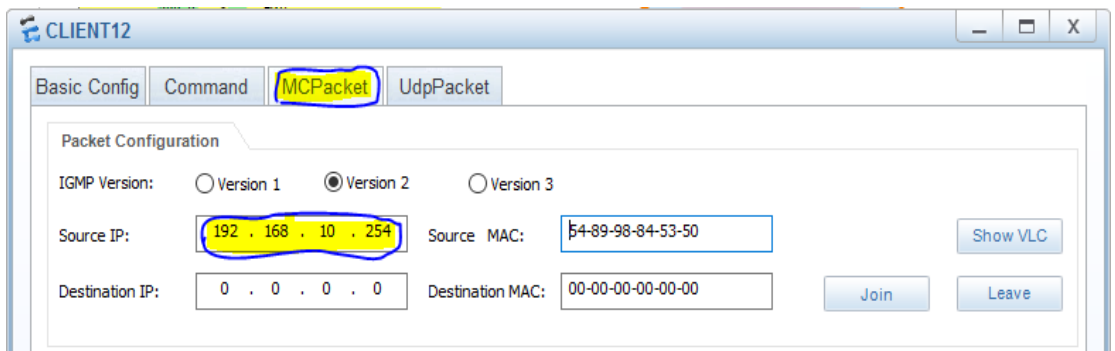 CLIENT12
Basic Config Command MCPacket UdpPacket
Packet Configuration
IGMP Version: Version 1 Version 2 Version 3
Source IP: 192 . 168 . 10 . 254 Source MAC: 54-89-98-84-53-50 Show VLC
Destination IP: 0 . 0 . 0 . 0 Destination MAC: 00-00-00-00-00-00 Join Leave